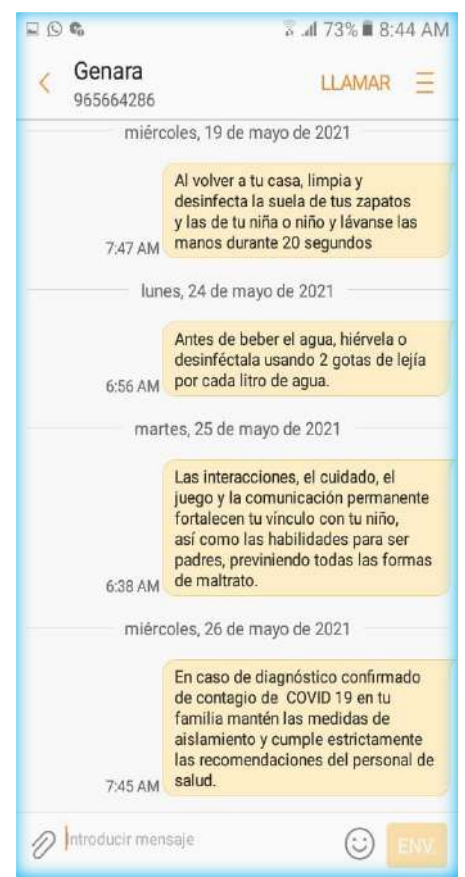 73% 8:44 AM
Genara
LLAMAR
965664286
miércoles, 19 de mayo de 2021
Al volver a tu casa, limpia y
desinfecta la suela de tus zapatos
y las de tu niña o niño y lávanse las
manos durante 20 segundos
7:47 AM
lunes, 24 de mayo de 2021
Antes de beber el agua, hiérvela o
desinféctala usando 2 gotas de lejía
por cada litro de agua.
6:56 AM
martes, 25 de mayo de 2021
Las interacciones, el cuidado, el
juego y la comunicación permanente
fortalecen tu vínculo con tu niño,
así como las habilidades para ser
padres, previniendo todas las formas
de maltrato.
6:38 AM
miércoles, 26 de mayo de 2021
En caso de diagnóstico confirmado
de contagio de COVID 19 en tu
familia mantén las medidas de
aislamiento y cumple estrictamente
las recomendaciones del personal de
salud.
7:45 AM
Introducir mensaje
ENV.